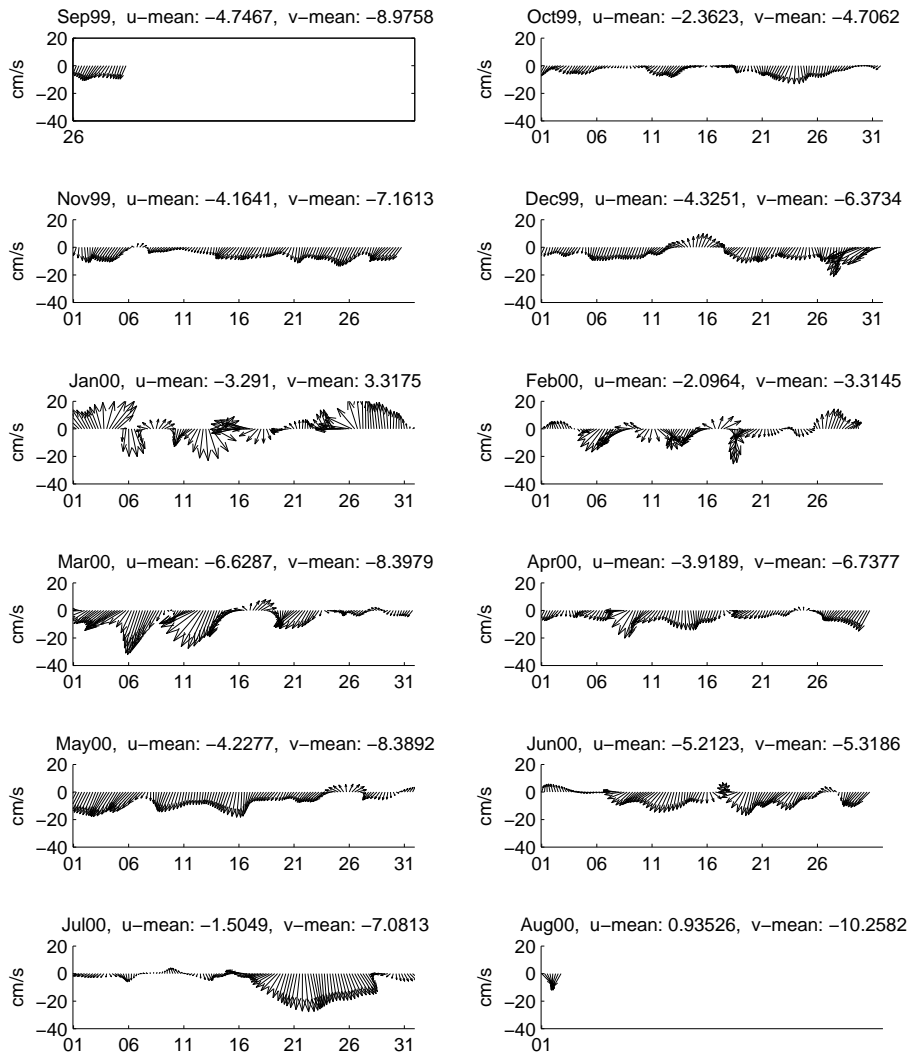 Sep99, u−mean: −4.7467, v−mean: −8.9758
20
0
−20
−40
cm/s
26
Oct99, u−mean: −2.3623, v−mean: −4.7062
20
0
−20
−40
cm/s
01 06 11 16 21 26 31
Nov99, u−mean: −4.1641, v−mean: −7.1613
20
0
−20
−40
cm/s
01 06 11 16 21 26
Dec99, u−mean: −4.3251, v−mean: −6.3734
20
0
−20
−40
cm/s
01 06 11 16 21 26 31
Jan00, u−mean: −3.291, v−mean: 3.3175
20
0
−20
−40
cm/s
01 06 11 16 21 26 31
Feb00, u−mean: −2.0964, v−mean: −3.3145
20
0
−20
−40
cm/s
01 06 11 16 21 26
Mar00, u−mean: −6.6287, v−mean: −8.3979
20
0
−20
−40
cm/s
01 06 11 16 21 26 31
Apr00, u−mean: −3.9189, v−mean: −6.7377
20
0
−20
−40
cm/s
01 06 11 16 21 26
May00, u−mean: −4.2277, v−mean: −8.3892
20
0
−20
−40
cm/s
01 06 11 16 21 26 31
Jun00, u−mean: −5.2123, v−mean: −5.3186
20
0
−20
−40
cm/s
01 06 11 16 21 26
Jul00, u−mean: −1.5049, v−mean: −7.0813
20
0
−20
−40
cm/s
01 06 11 16 21 26 31
Aug00, u−mean: 0.93526, v−mean: −10.2582
20
0
−20
−40
cm/s
01